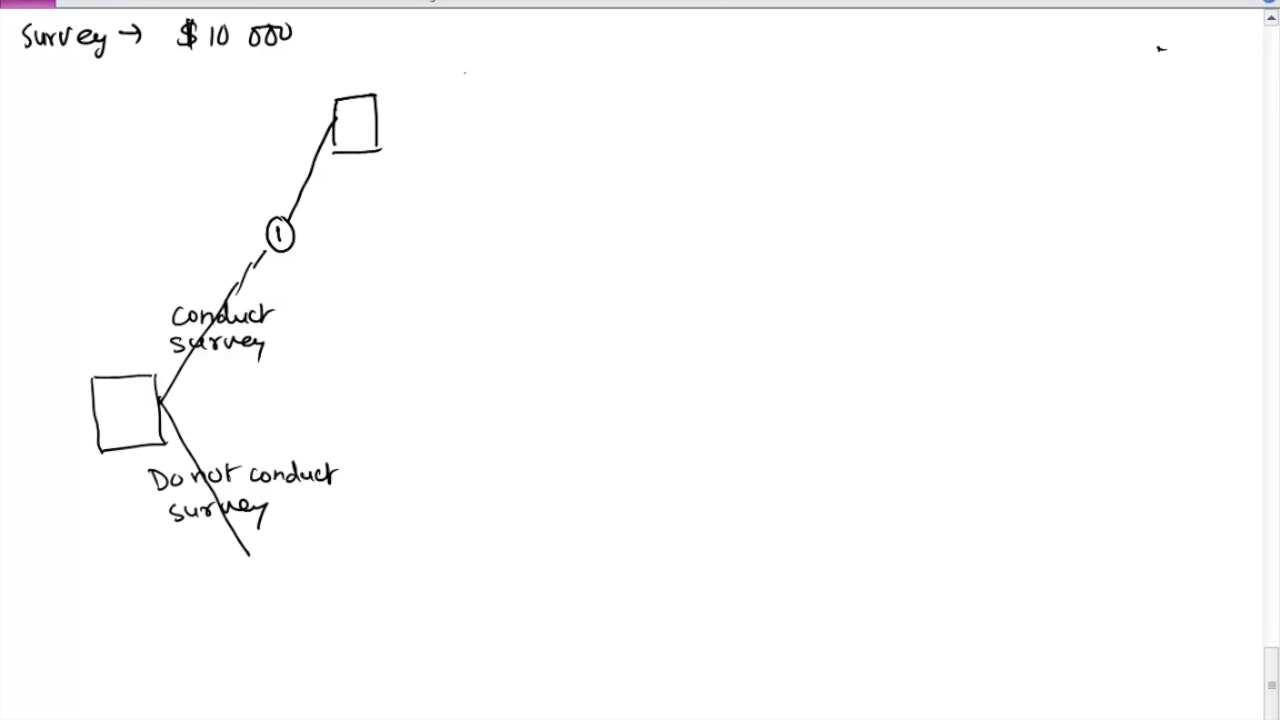 Survey → $ 10 000
1
Conduct
survey
Do not conduct
survey